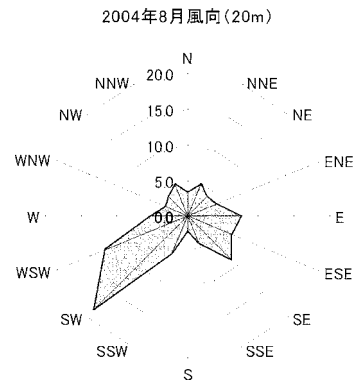 2004年8月風向(20m)
N
NNW
NNE
20.0
NW
NE
15.0
WNW
10.0
ENE
5.0
W
0.0
E
WSW
ESE
SW
SE
SSW
SSE
S